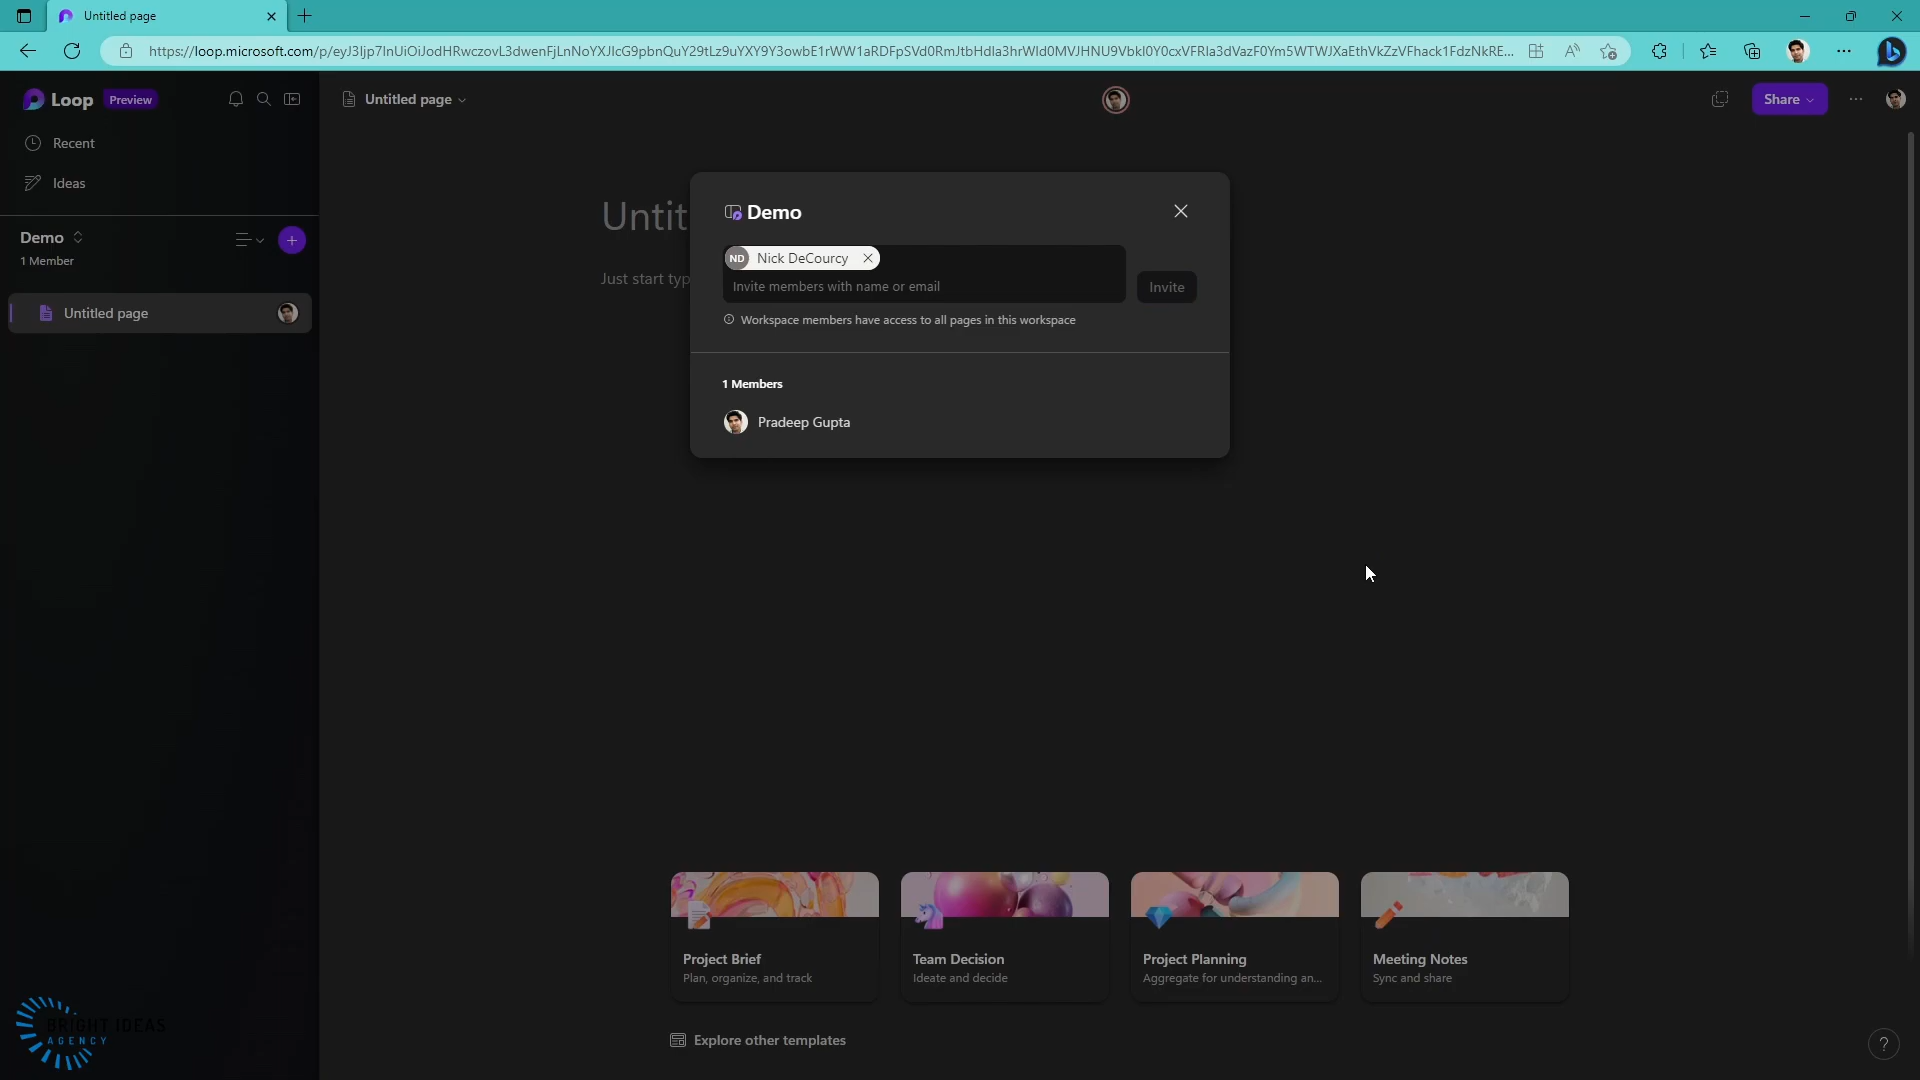 Untitled page
https://loop.microsoft.com/p/
Loop
Preview
Untitled page
Share
Recent
Ideas
Demo
1 Member
Untitled page
Untit
Just start typ
Demo
ND
Nick DeCourcy
Invite members with name or email
Invite
Workspace members have access to all pages in this workspace
1 Members
Pradeep Gupta
Project Brief
Plan, organize, and track
Team Decision
Ideate and decide
Project Planning
Aggregate for understanding an...
Meeting Notes
Sync and share
Explore other templates
BRIGHT IDEAS
AGENCY
?